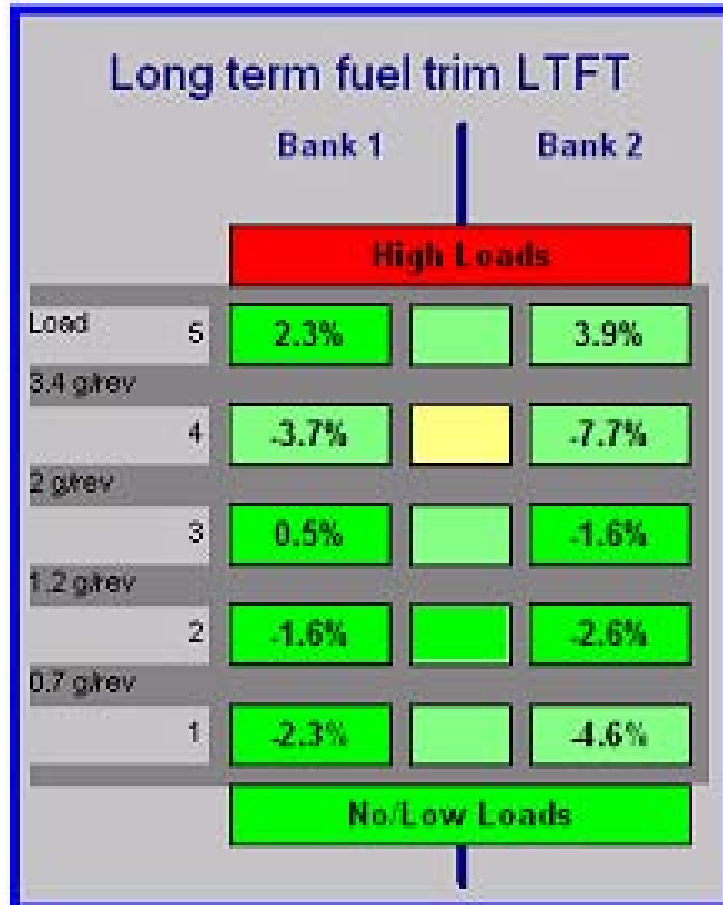 Long term fuel trim LTFT
Bank 1 Bank 2
High Loads
Load 5 2.3% 3.9%
3.4 g/rev
4 -3.7% -7.7%
2 g/rev
3 0.5% -1.6%
1.2 g/rev
2 -1.6% -2.6%
0.7 g/rev
1 -2.3% -4.6%
No/Low Loads